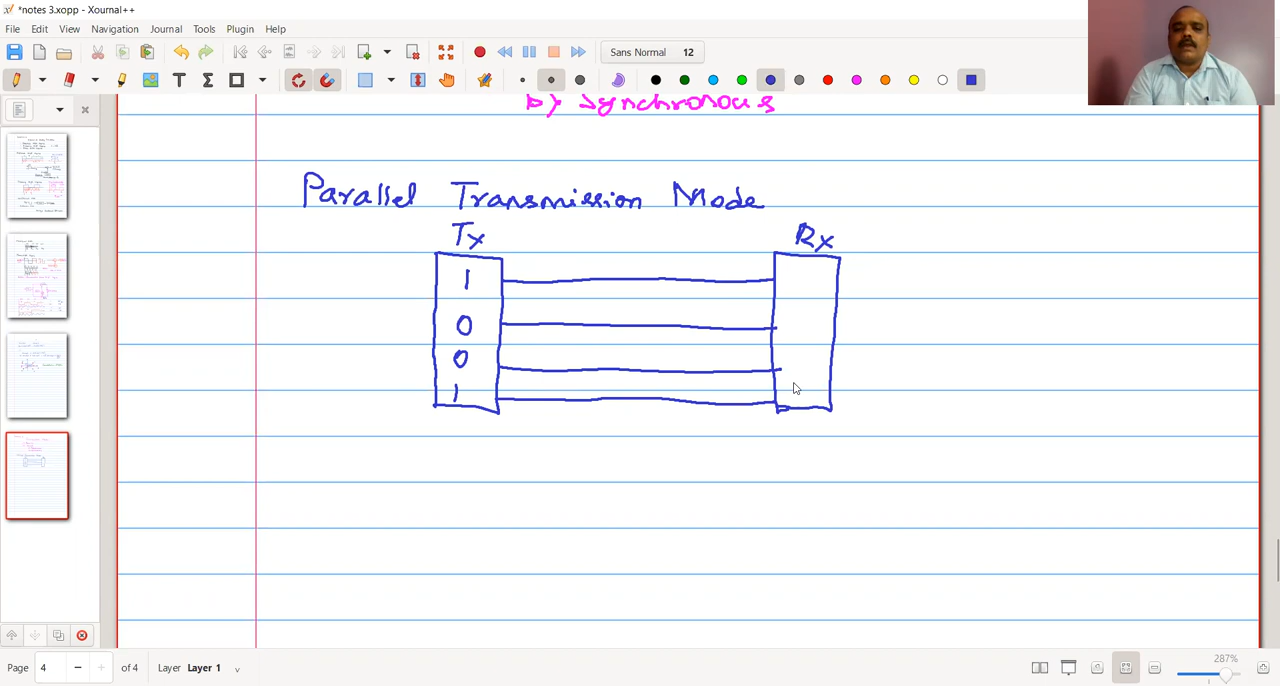 *notes 3.xopp - Xournal++
File Edit View Navigation Journal Tools Plugin Help
Sans Normal 12
b) Synchronous
Parallel Transmission Mode
Tx Rx
1
0
0
1
287%
Page 4 of 4 Layer Layer 1